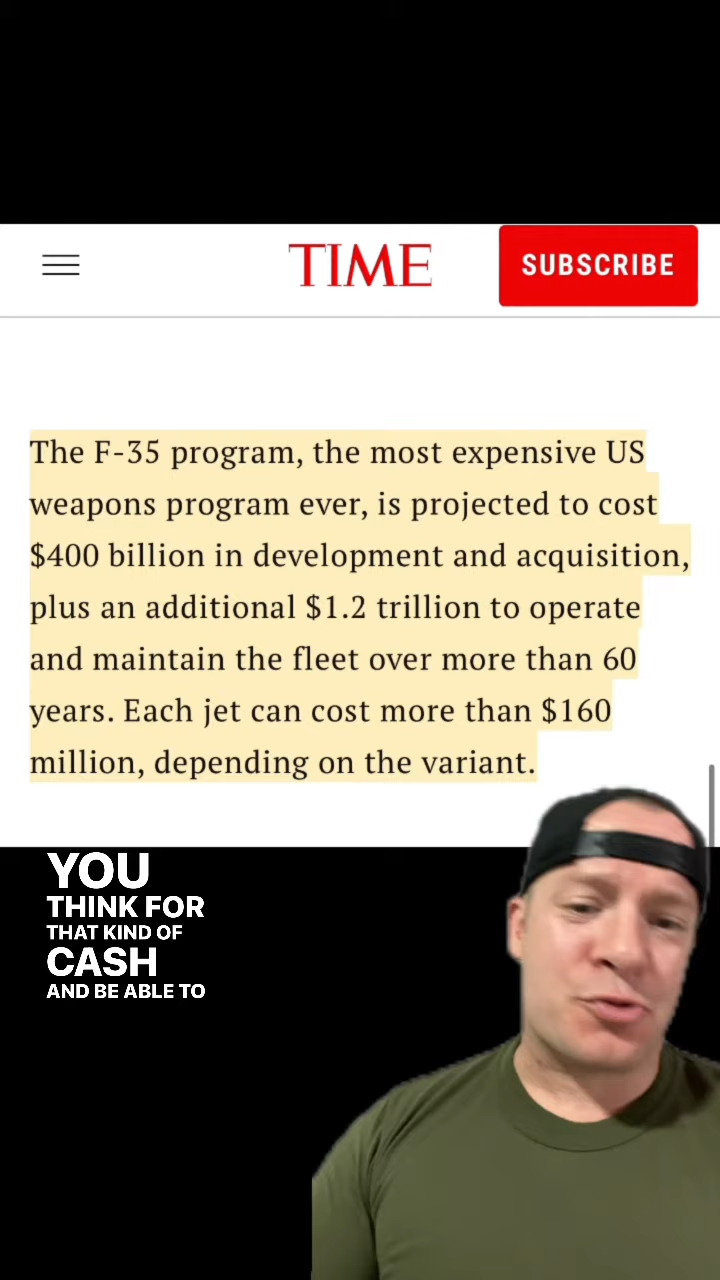 TIME
SUBSCRIBE
The F-35 program, the most expensive US
weapons program ever, is projected to cost
$400 billion in development and acquisition,
plus an additional $1.2 trillion to operate
and maintain the fleet over more than 60
years. Each jet can cost more than $160
million, depending on the variant.
YOU
THINK FOR
THAT KIND OF
CASH
AND BE ABLE TO